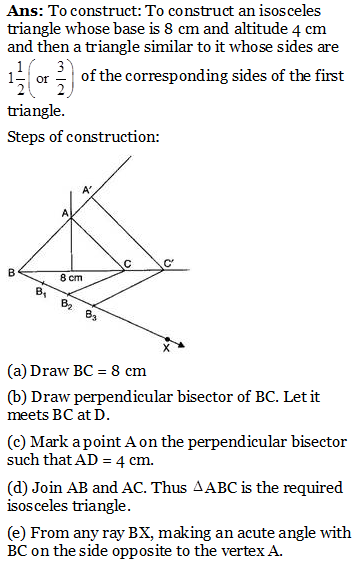 Ans: To construct: To construct an isosceles
triangle whose base is 8 cm and altitude 4 cm
and then a triangle similar to it whose sides are
1 1/2 (or 3/2) of the corresponding sides of the first
triangle.
Steps of construction:
A'
A
B
C
C'
8 cm
B₁
B₂
B₃
X
(a) Draw BC = 8 cm
(b) Draw perpendicular bisector of BC. Let it
meets BC at D.
(c) Mark a point A on the perpendicular bisector
such that AD = 4 cm.
(d) Join AB and AC. Thus △ABC is the required
isosceles triangle.
(e) From any ray BX, making an acute angle with
BC on the side opposite to the vertex A.